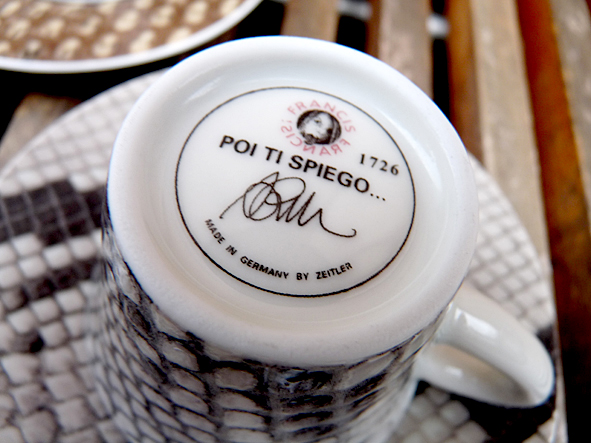 FRANCIS FRANCIS!
1726
POI TI SPIEGO...
MADE IN GERMANY BY ZEITLER